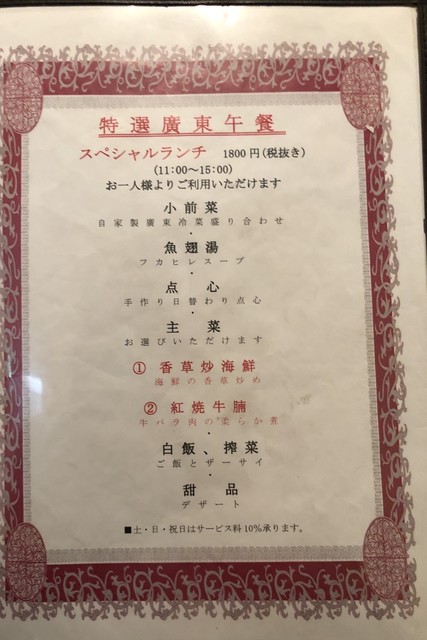 特選廣東午餐
スペシャルランチ 1800円(税抜き)
(11:00～15:00)
お一人様よりご利用いただけます
小前菜
自家製廣東冷菜盛り合わせ
・
魚翅湯
フカヒレスープ
・
点心
手作り日替わり点心
・
主菜
お選びいただけます
① 香草炒海鮮
海鮮の香草炒め
② 紅焼牛腩
牛バラ肉の柔らか煮
・
白飯、搾菜
ご飯とザーサイ
・
甜品
デザート
■土・日・祝日はサービス料10%承ります。